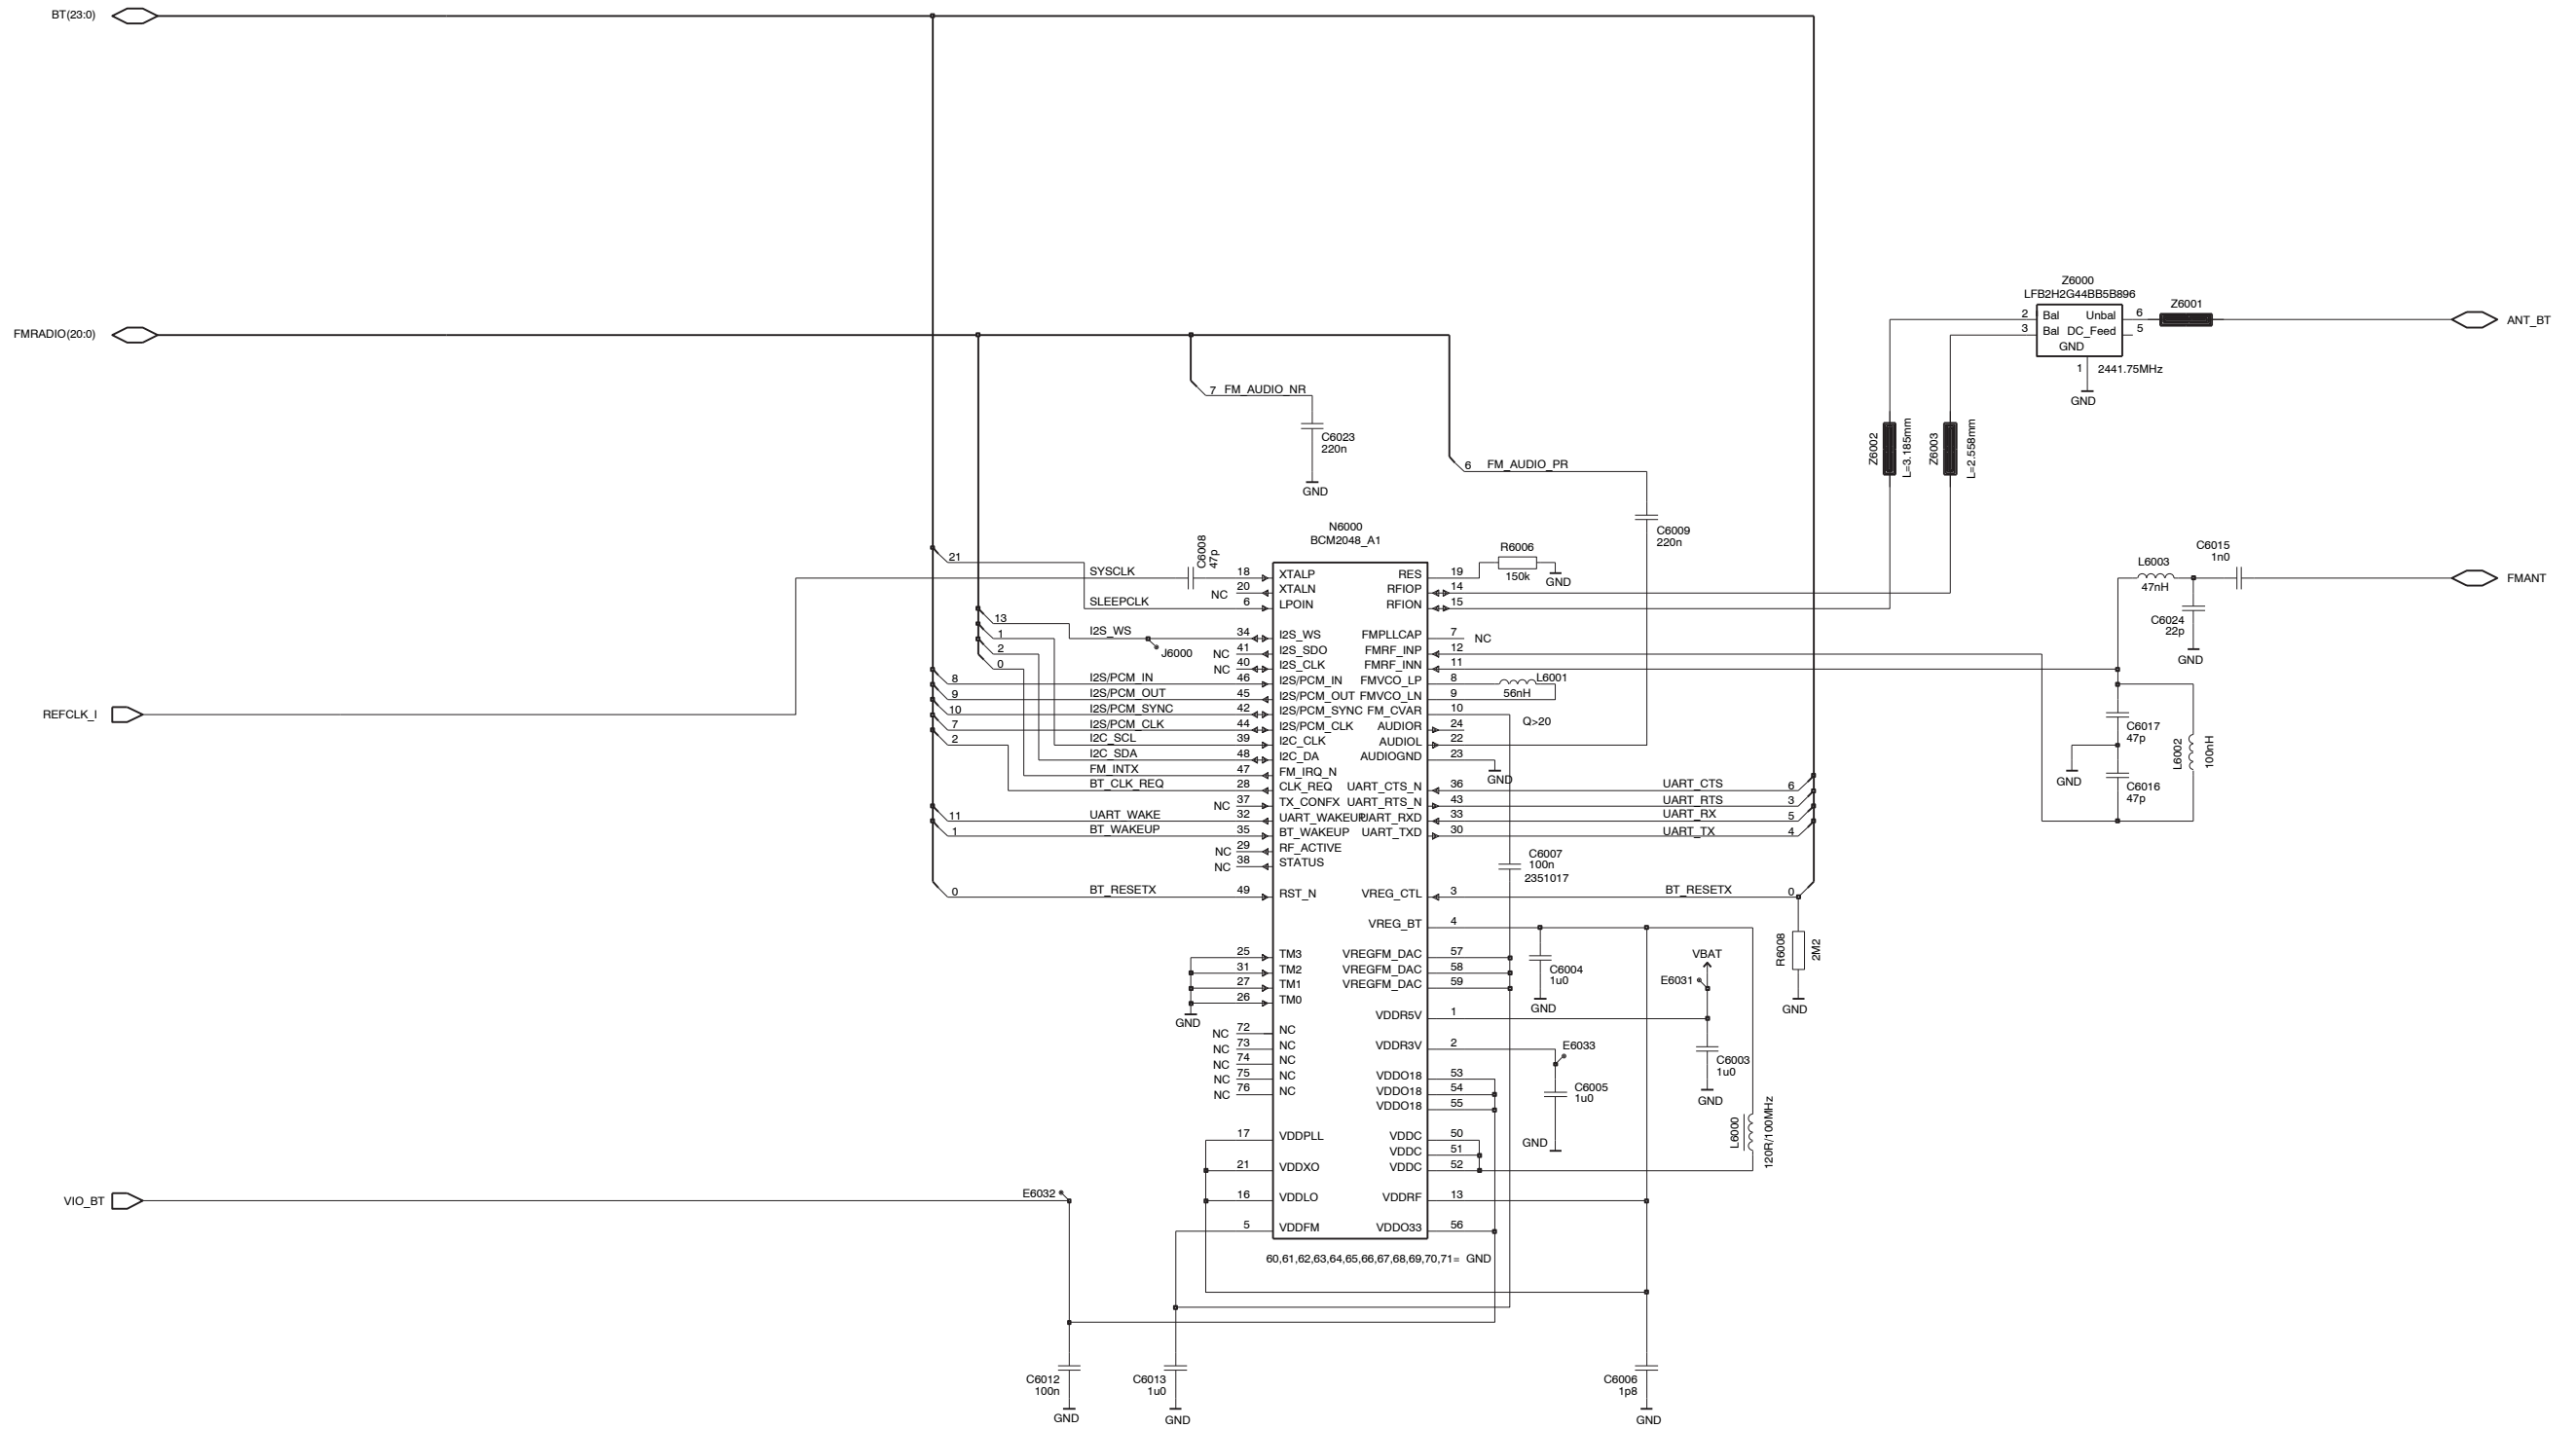 BT(23:0)
FMRADIO(20:0)
REFCLK_I
VIO_BT
Z6000
LFB2H2G44BB5B896
2 Bal Unbal 6
3 Bal DC_Feed 5
GND
1 2441.75MHz
GND
Z6001
ANT_BT
7 FM_AUDIO_NR
C6023
220n
GND
6 FM_AUDIO_PR
C6009
220n
Z6002
L=3.185mm
Z6003
L=2.558mm
N6000
BCM2048_A1
C6008
47p
R6006
150k
GND
L6003
47nH
C6015
1n0
FMANT
C6024
22p
GND
21
SYSCLK 18 XTALP
NC 20 XTALN
SLEEPCLK 6 LPOIN
13 I2S_WS 34 I2S_WS
J6000
1
2
0
NC 41 I2S_SDO
NC 40 I2S_CLK
8 I2S/PCM_IN 46 I2S/PCM_IN
9 I2S/PCM_OUT 45 I2S/PCM_OUT
10 I2S/PCM_SYNC 42 I2S/PCM_SYNC
7 I2S/PCM_CLK 44 I2S/PCM_CLK
2 I2C_SCL 39 I2C_CLK
I2C_SDA 48 I2C_DA
FM_INTX 47 FM_IRQ_N
BT_CLK_REQ 28 CLK_REQ
NC 37 TX_CONFX
11 UART_WAKE 32 UART_WAKEUP
1 BT_WAKEUP 35 BT_WAKEUP
NC 29 RF_ACTIVE
NC 38 STATUS
0 BT_RESETX 49 RST_N
25 TM3
31 TM2
27 TM1
26 TM0
GND
NC 72 NC
NC 73 NC
NC 74 NC
NC 75 NC
NC 76 NC
17 VDDPLL
21 VDDXO
16 VDDLO
5 VDDFM
RES 19
RFIOP 14
RFION 15
FMPLLCAP 7 NC
FMRF_INP 12
FMRF_INN 11
FMVCO_LP 8 L6001
FMVCO_LN 9 56nH
FM_CVAR 10
Q>20
AUDIOR 24
AUDIOL 22
AUDIOGND 23
GND
UART_CTS_N 36 UART_CTS 6
UART_RTS_N 43 UART_RTS 3
UART_RXD 33 UART_RX 5
UART_TXD 30 UART_TX 4
C6007
100n
2351017
VREG_CTL 3 BT_RESETX 0
VREG_BT 4
VREGFM_DAC 57
VREGFM_DAC 58
VREGFM_DAC 59
C6004
1u0
GND
VBAT
E6031
R6008
2M2
GND
VDDR5V 1
VDDR3V 2
E6033
C6003
1u0
GND
C6005
1u0
GND
VDDO18 53
VDDO18 54
VDDO18 55
VDDC 50
VDDC 51
VDDC 52
L6000
120R/100MHz
VDDRF 13
VDDO33 56
60,61,62,63,64,65,66,67,68,69,70,71= GND
C6017
47p
GND
C6016
47p
L6002
100nH
E6032
C6012
100n
GND
C6013
1u0
GND
C6006
1p8
GND